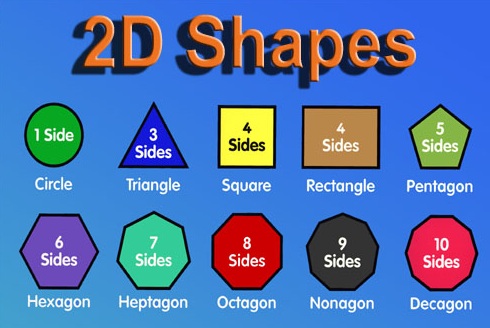 2D Shapes
1 Side
3
Sides
4
Sides
4
Sides
5
Sides
Circle
Triangle
Square
Rectangle
Pentagon
6
Sides
7
Sides
8
Sides
9
Sides
10
Sides
Hexagon
Heptagon
Octagon
Nonagon
Decagon